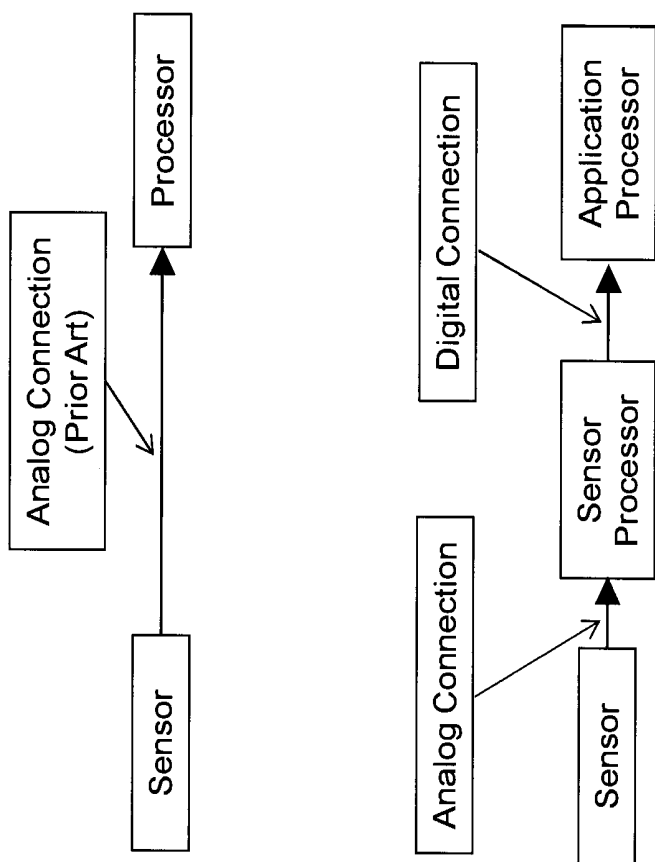 Analog Connection
(Prior Art)
Sensor
Processor
Analog Connection
Digital Connection
Sensor
Sensor
Processor
Application
Processor